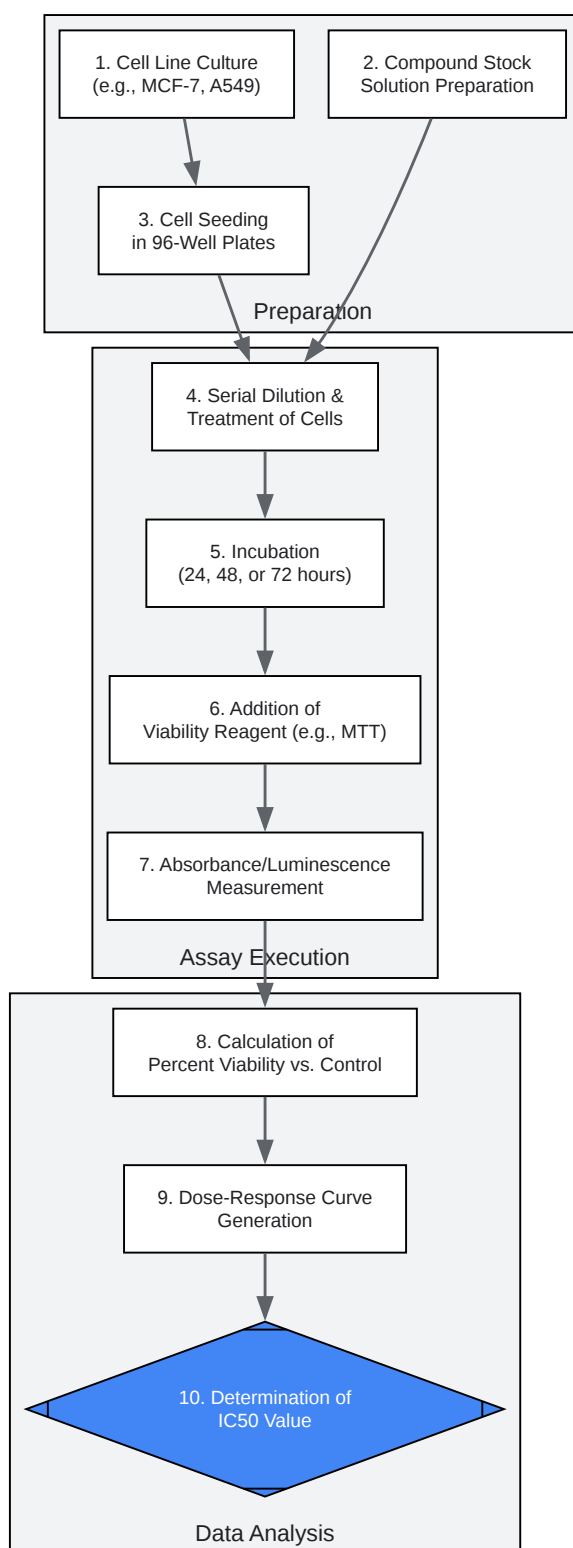 1. Cell Line Culture
(e.g., MCF-7, A549)
2. Compound Stock
Solution Preparation
3. Cell Seeding
in 96-Well Plates
Preparation
4. Serial Dilution &
Treatment of Cells
5. Incubation
(24, 48, or 72 hours)
6. Addition of
Viability Reagent (e.g., MTT)
7. Absorbance/Luminescence
Measurement
Assay Execution
8. Calculation of
Percent Viability vs. Control
9. Dose-Response Curve
Generation
10. Determination of
IC50 Value
Data Analysis